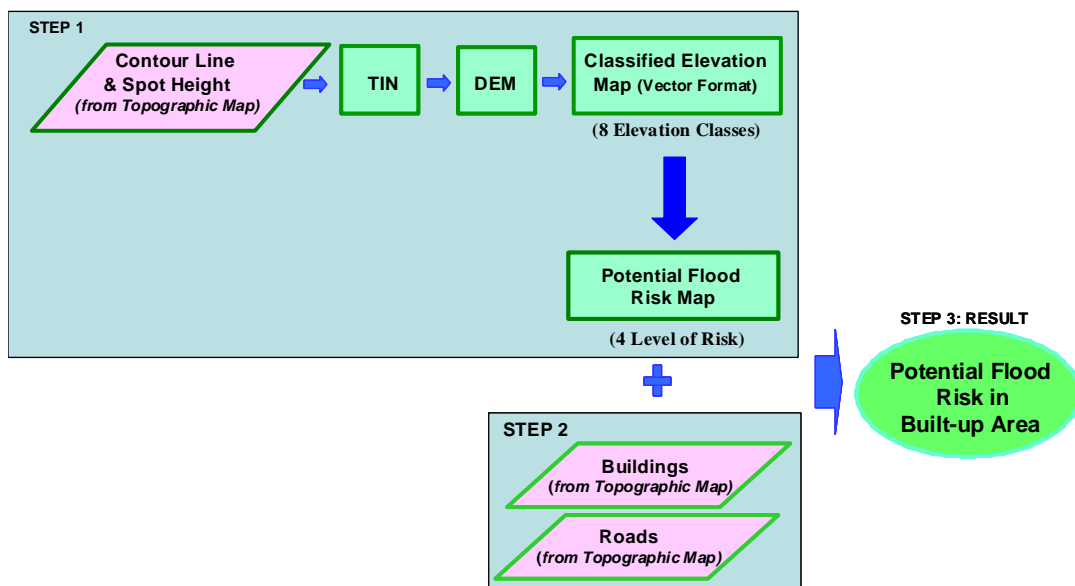 STEP 1
Contour Line
& Spot Height
(from Topographic Map)
TIN
DEM
Classified Elevation
Map (Vector Format)
(8 Elevation Classes)
Potential Flood
Risk Map
(4 Level of Risk)
STEP 2
Buildings
(from Topographic Map)
Roads
(from Topographic Map)
STEP 3: RESULT
Potential Flood
Risk in
Built-up Area